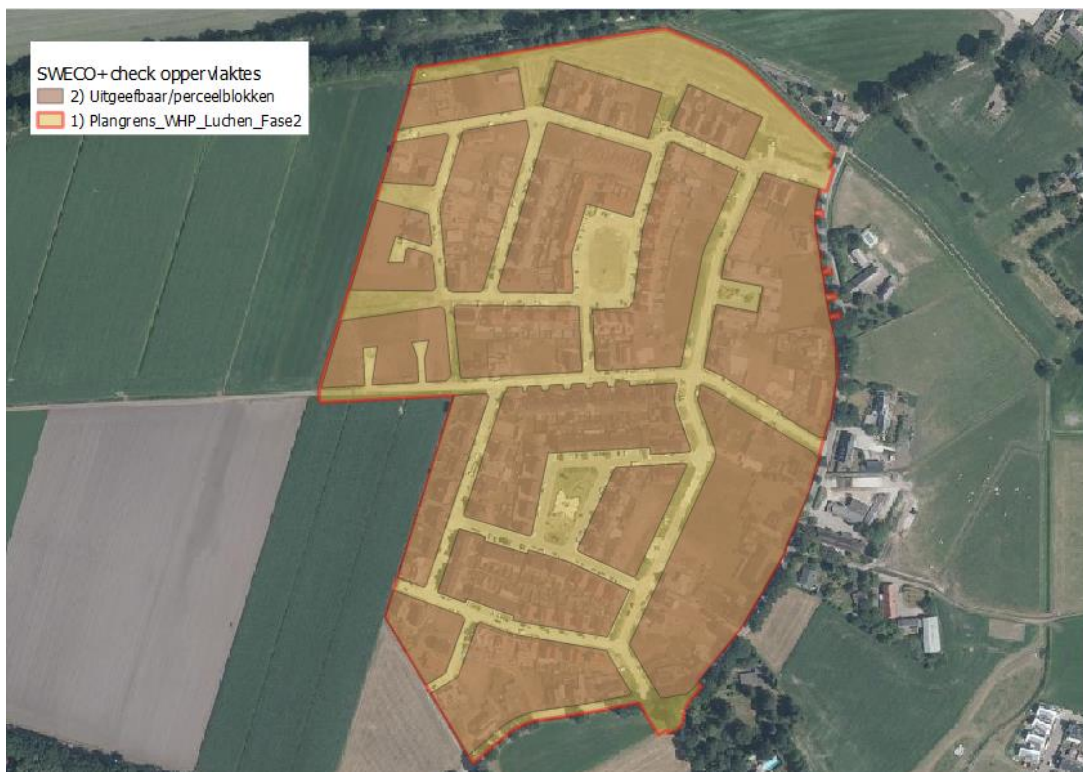 SWECO+check oppervlaktes
2) Uitgeefbaar/perceelblokken
1) Plangrens_WHP_Luchen_Fase2